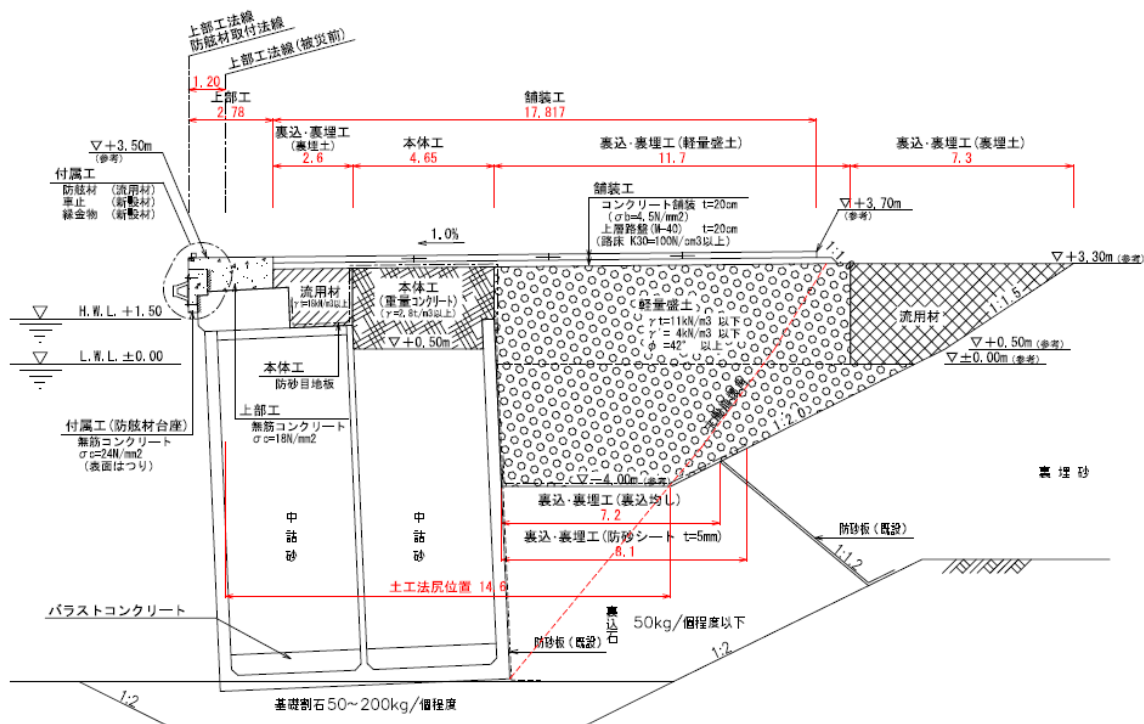 上部工法線
防舷材取付法線
上部工法線(被災前)
1.20
上部工
2.78
舗装工
17.817
裏込・裏埋工
(裏埋土)
2.6
本体工
4.65
裏込・裏埋工(軽量盛土)
11.7
裏込・裏埋工(裏埋土)
7.3
▽+3.50m
(参考)
付属工
防舷材 (流用材)
車止 (新設材)
縁金物 (新設材)
舗装工
コンクリート舗装 t=20cm
(σb=4.5N/mm2)
上層路盤(M-40) t=20cm
(路床 K30=100N/cm3以上)
▽+3.70m
(参考)
1.0%
▽+3.30m(参考)
流用材
本体工
(重量コンクリート)
(γ=2.8t/m3以上)
▽+0.50m
軽量盛土
γt=11kN/m3 以下
γ'= 4kN/m3 以下
φ =42° 以上
流用材
1:1.5
H.W.L. +1.50
L.W.L. ±0.00
▽+0.50m(参考)
▽±0.00m(参考)
本体工
防砂目地板
上部工
無筋コンクリート
σc=18N/mm2
付属工(防舷材台座)
無筋コンクリート
σc=24N/mm2
(表面はつり)
1:2.0
▽-4.00m(参考)
裏埋砂
裏込・裏埋工(裏込均し)
7.2
裏込・裏埋工(防砂シート t=5mm)
8.1
中詰砂
中詰砂
防砂板(既設)
1:1.2
土工法尻位置 14.6
バラストコンクリート
裏込石
50kg/個程度以下
防砂板(既設)
1:2
1:2
基礎割石50~200kg/個程度